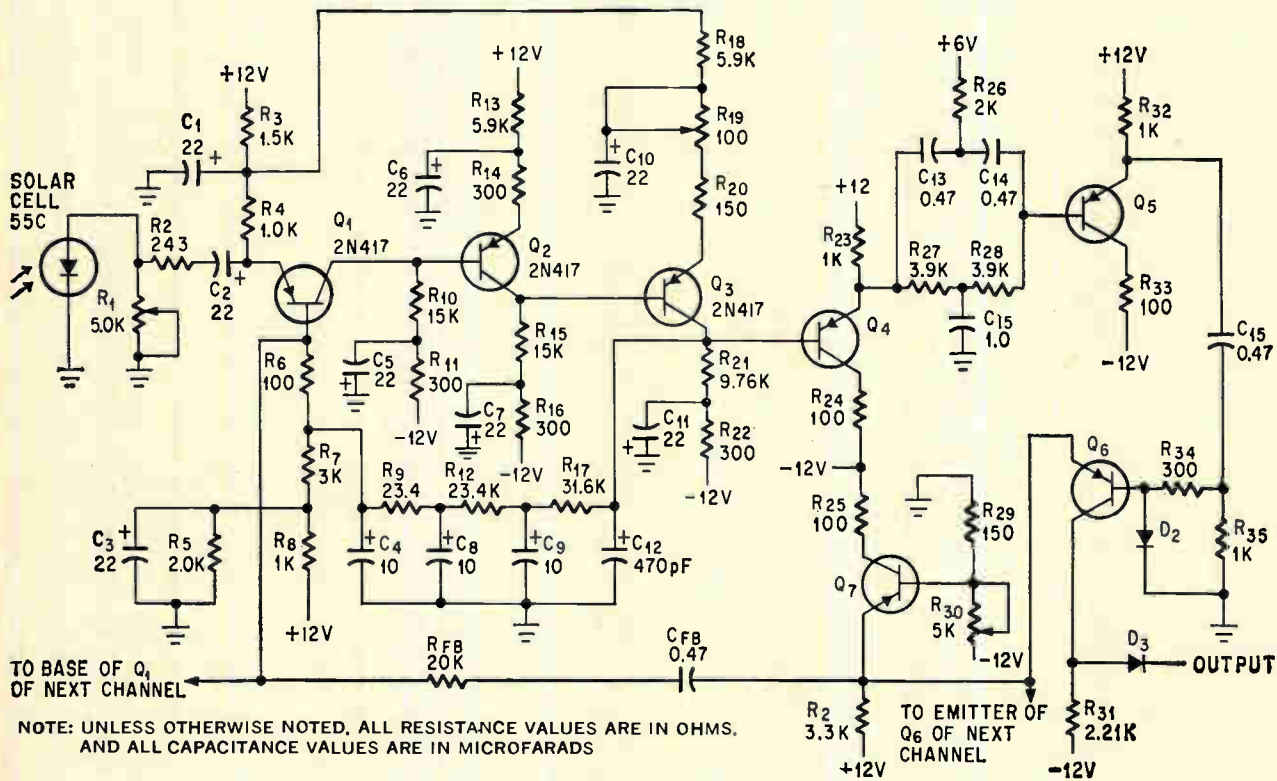 R18
5.9K
+12V
+12V
R3
1.5K
C1
22
+
SOLAR
CELL
55C
R2
243
C2
22
+
R1
5.0K
R4
1.0K
Q1
2N417
R6
100
R7
3K
C3
22
+
R5
2.0K
R8
1K
+12V
R13
5.9K
C6
22
+
R14
300
Q2
2N417
R10
15K
C5
22
+
R11
300
-12V
R15
15K
C7
22
+
R16
300
-12V
R9
23.4
R12
23.4K
R17
31.6K
+
C4
10
+
C8
10
+
C9
10
+
C12
470pF
R19
100
+
C10
22
R20
150
Q3
2N417
R21
9.76K
C11
22
+
R22
300
-12V
+12
R23
1K
Q4
R24
100
-12V
R25
100
Q7
R29
150
R30
5K
-12V
+6V
R26
2K
C13
0.47
C14
0.47
R27
3.9K
R28
3.9K
C15
1.0
+12V
R32
1K
Q5
R33
100
-12V
C15
0.47
Q6
R34
300
D2
R35
1K
D3
OUTPUT
R31
2.21K
-12V
TO BASE OF Q1
OF NEXT CHANNEL
RFB
20K
CFB
0.47
R2
3.3K
+12V
TO EMITTER OF
Q6 OF NEXT
CHANNEL
NOTE: UNLESS OTHERWISE NOTED, ALL RESISTANCE VALUES ARE IN OHMS,
AND ALL CAPACITANCE VALUES ARE IN MICROFARADS